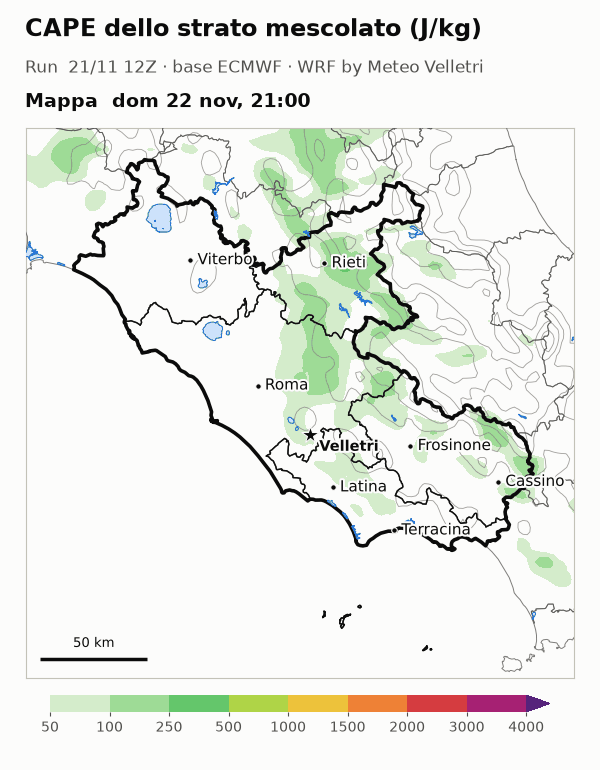 CAPE dello strato mescolato (J/kg)
Run 21/11 12Z · base ECMWF · WRF by Meteo Velletri
Mappa dom 22 nov, 21:00
Viterbo
Rieti
Roma
Velletri
Frosinone
Cassino
Latina
Terracina
50 km
50 100 250 500 1000 1500 2000 3000 4000